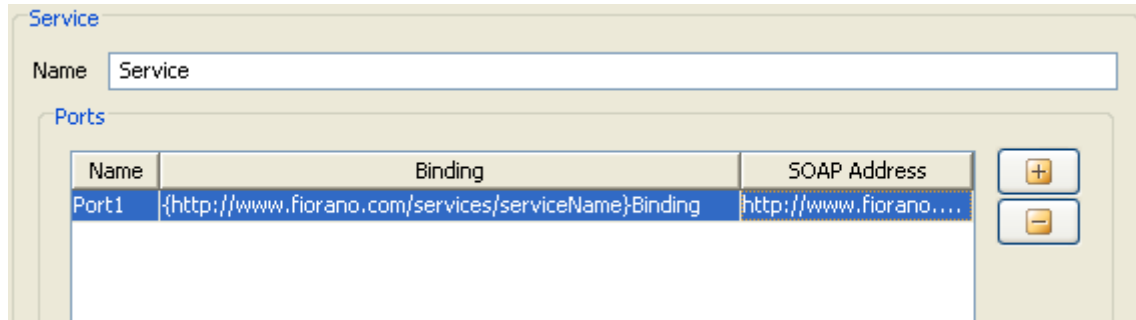 Service
Name Service
Ports
Name Binding SOAP Address
Port1 {http://www.fiorano.com/services/serviceName}Binding http://www.fiorano....